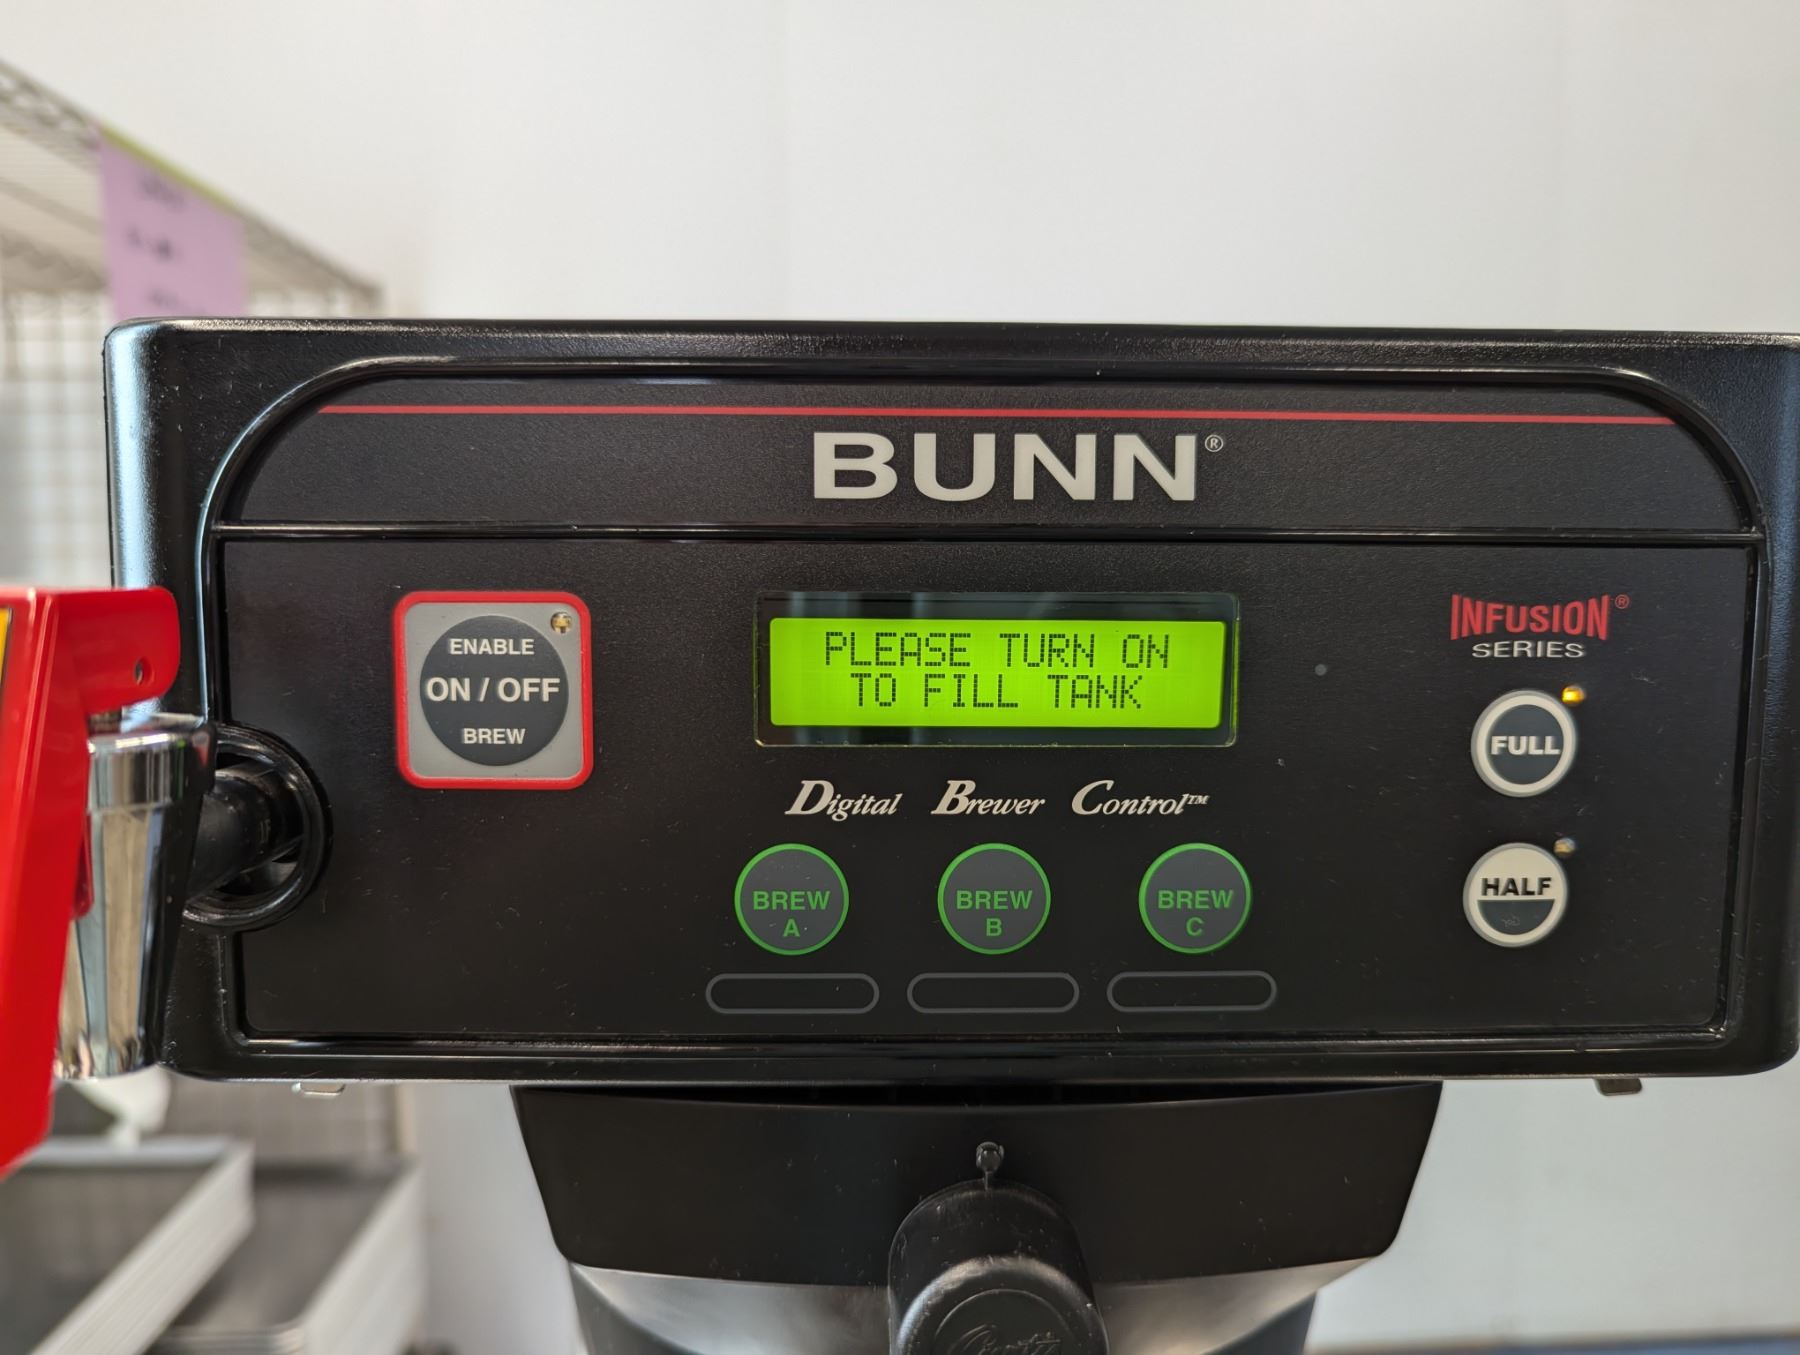 BUNN®
ENABLE
ON / OFF
BREW
PLEASE TURN ON
TO FILL TANK
INFUSION®
SERIES
Digital Brewer Control™
FULL
HALF
BREW
A
BREW
B
BREW
C